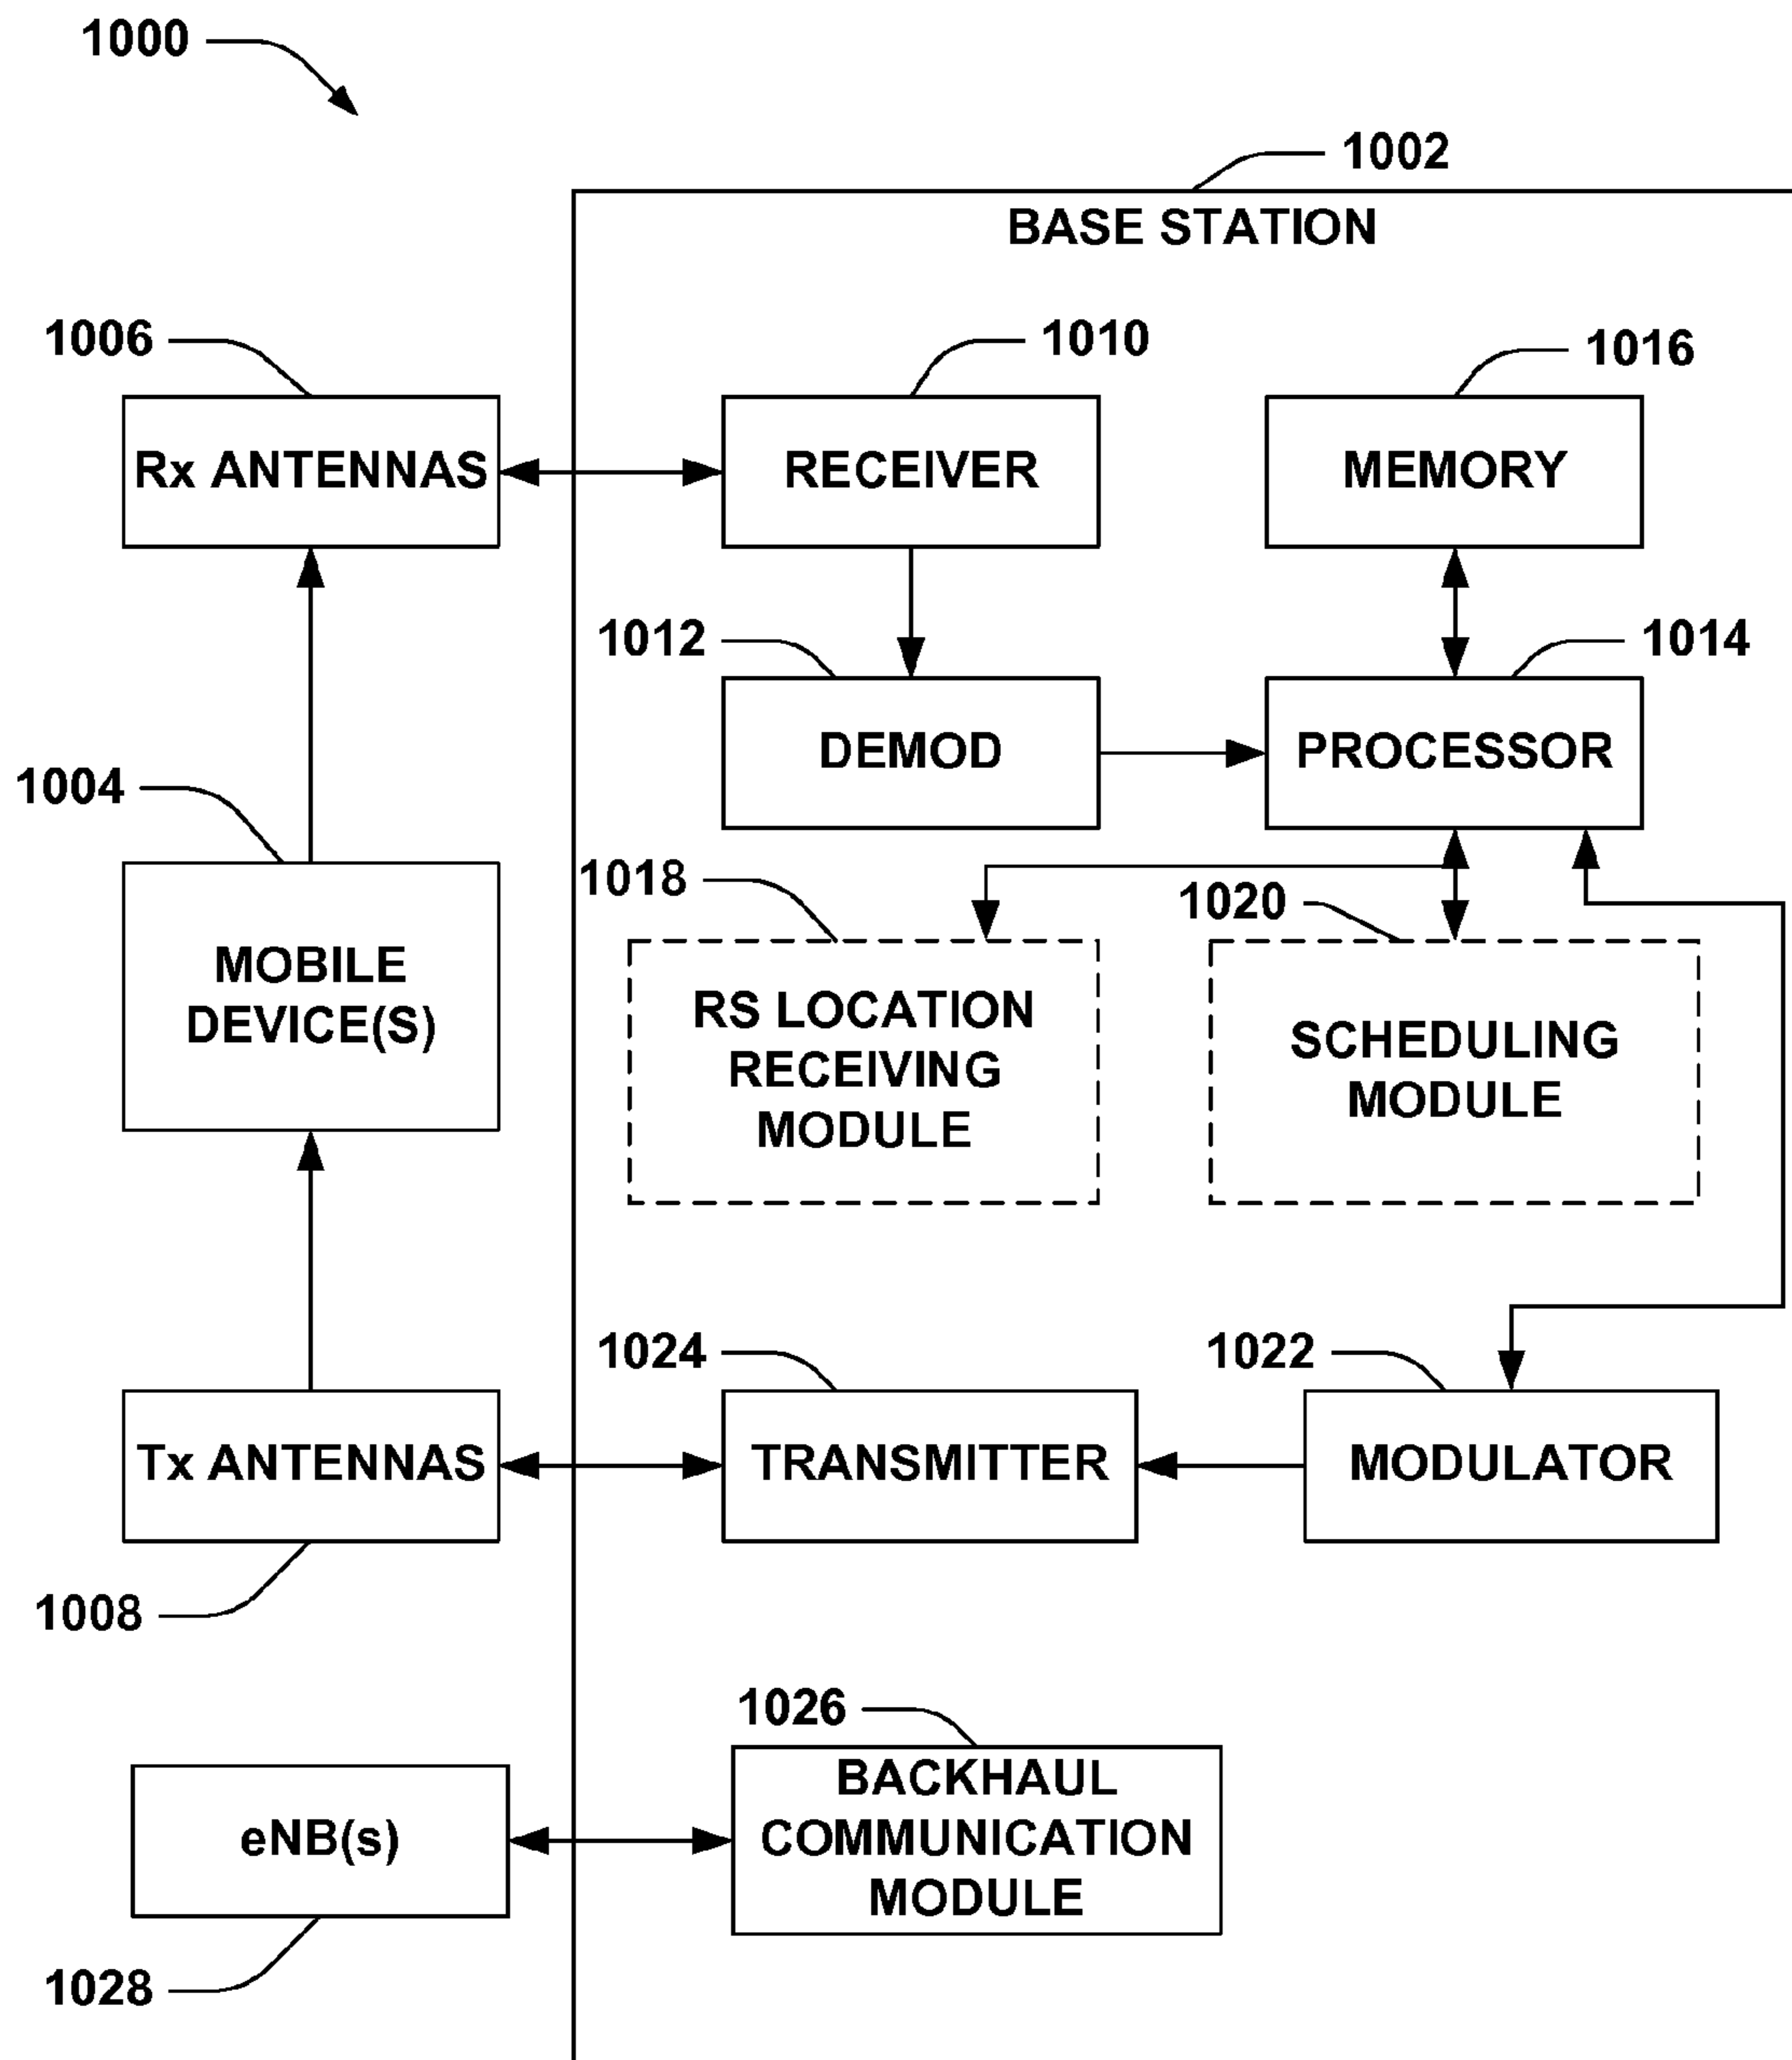 1000
1002
BASE STATION
1006
1010
1016
Rx ANTENNAS
RECEIVER
MEMORY
1012
1014
DEMOD
PROCESSOR
1004
1018
1020
MOBILE
DEVICE(S)
RS LOCATION
RECEIVING
MODULE
SCHEDULING
MODULE
1024
1022
Tx ANTENNAS
TRANSMITTER
MODULATOR
1008
1026
eNB(s)
BACKHAUL
COMMUNICATION
MODULE
1028